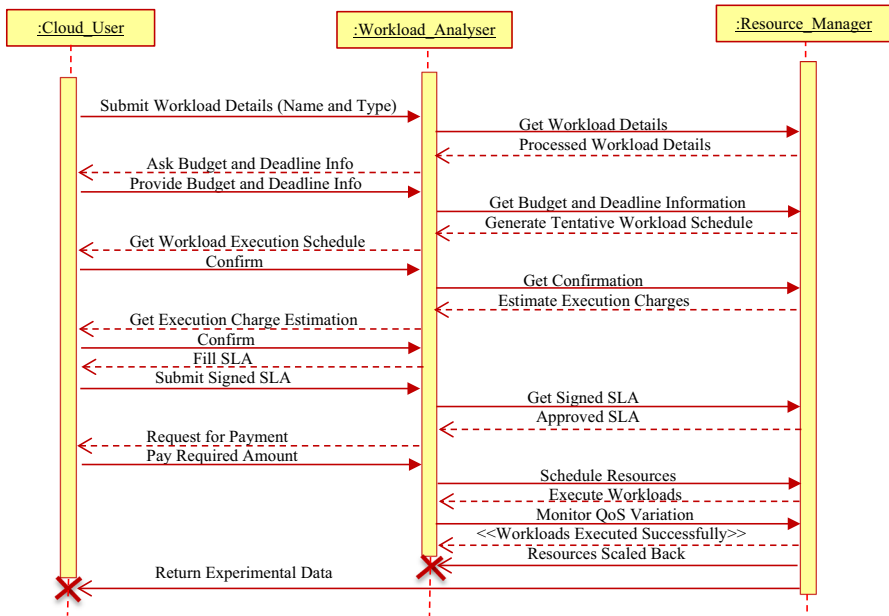 :Cloud_User
:Workload_Analyser
:Resource_Manager
Submit Workload Details (Name and Type)
Get Workload Details
Processed Workload Details
Ask Budget and Deadline Info
Provide Budget and Deadline Info
Get Budget and Deadline Information
Generate Tentative Workload Schedule
Get Workload Execution Schedule
Confirm
Get Confirmation
Estimate Execution Charges
Get Execution Charge Estimation
Confirm
Fill SLA
Submit Signed SLA
Get Signed SLA
Approved SLA
Request for Payment
Pay Required Amount
Schedule Resources
Execute Workloads
Monitor QoS Variation
<<Workloads Executed Successfully>>
Resources Scaled Back
Return Experimental Data